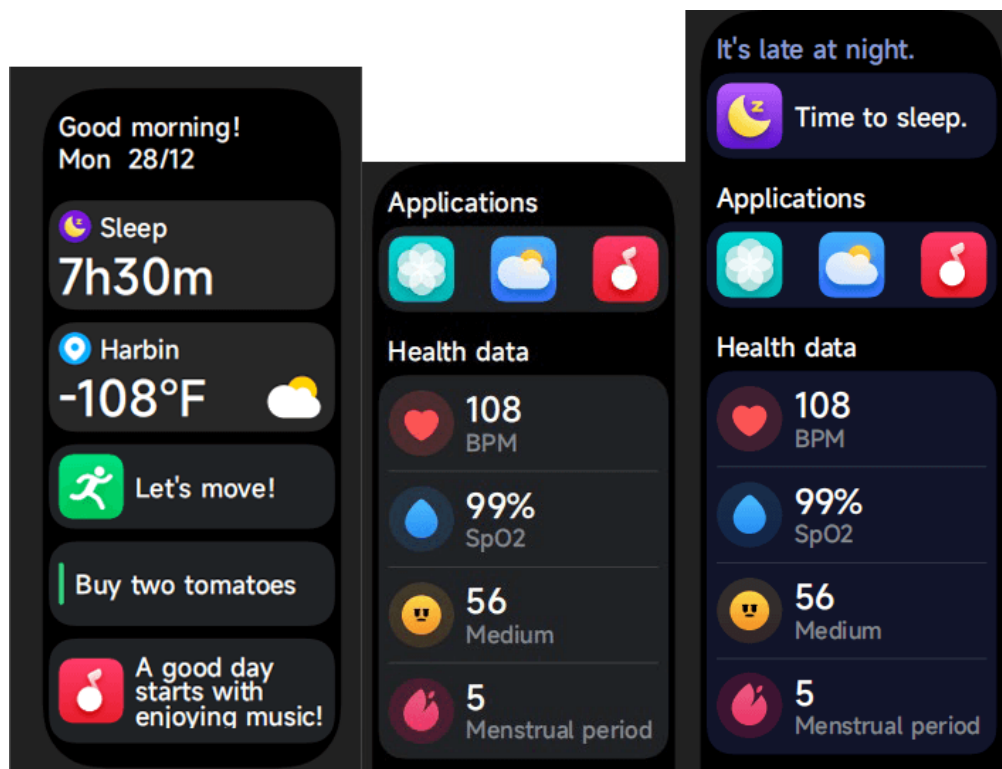 Good morning!
Mon 28/12
Sleep
7h30m
Harbin
-108°F
Let's move!
Buy two tomatoes
A good day
starts with
enjoying music!
Applications
Health data
108
BPM
99%
SpO2
56
Medium
5
Menstrual period
It's late at night.
z
Time to sleep.
Applications
Health data
108
BPM
99%
SpO2
56
Medium
5
Menstrual period